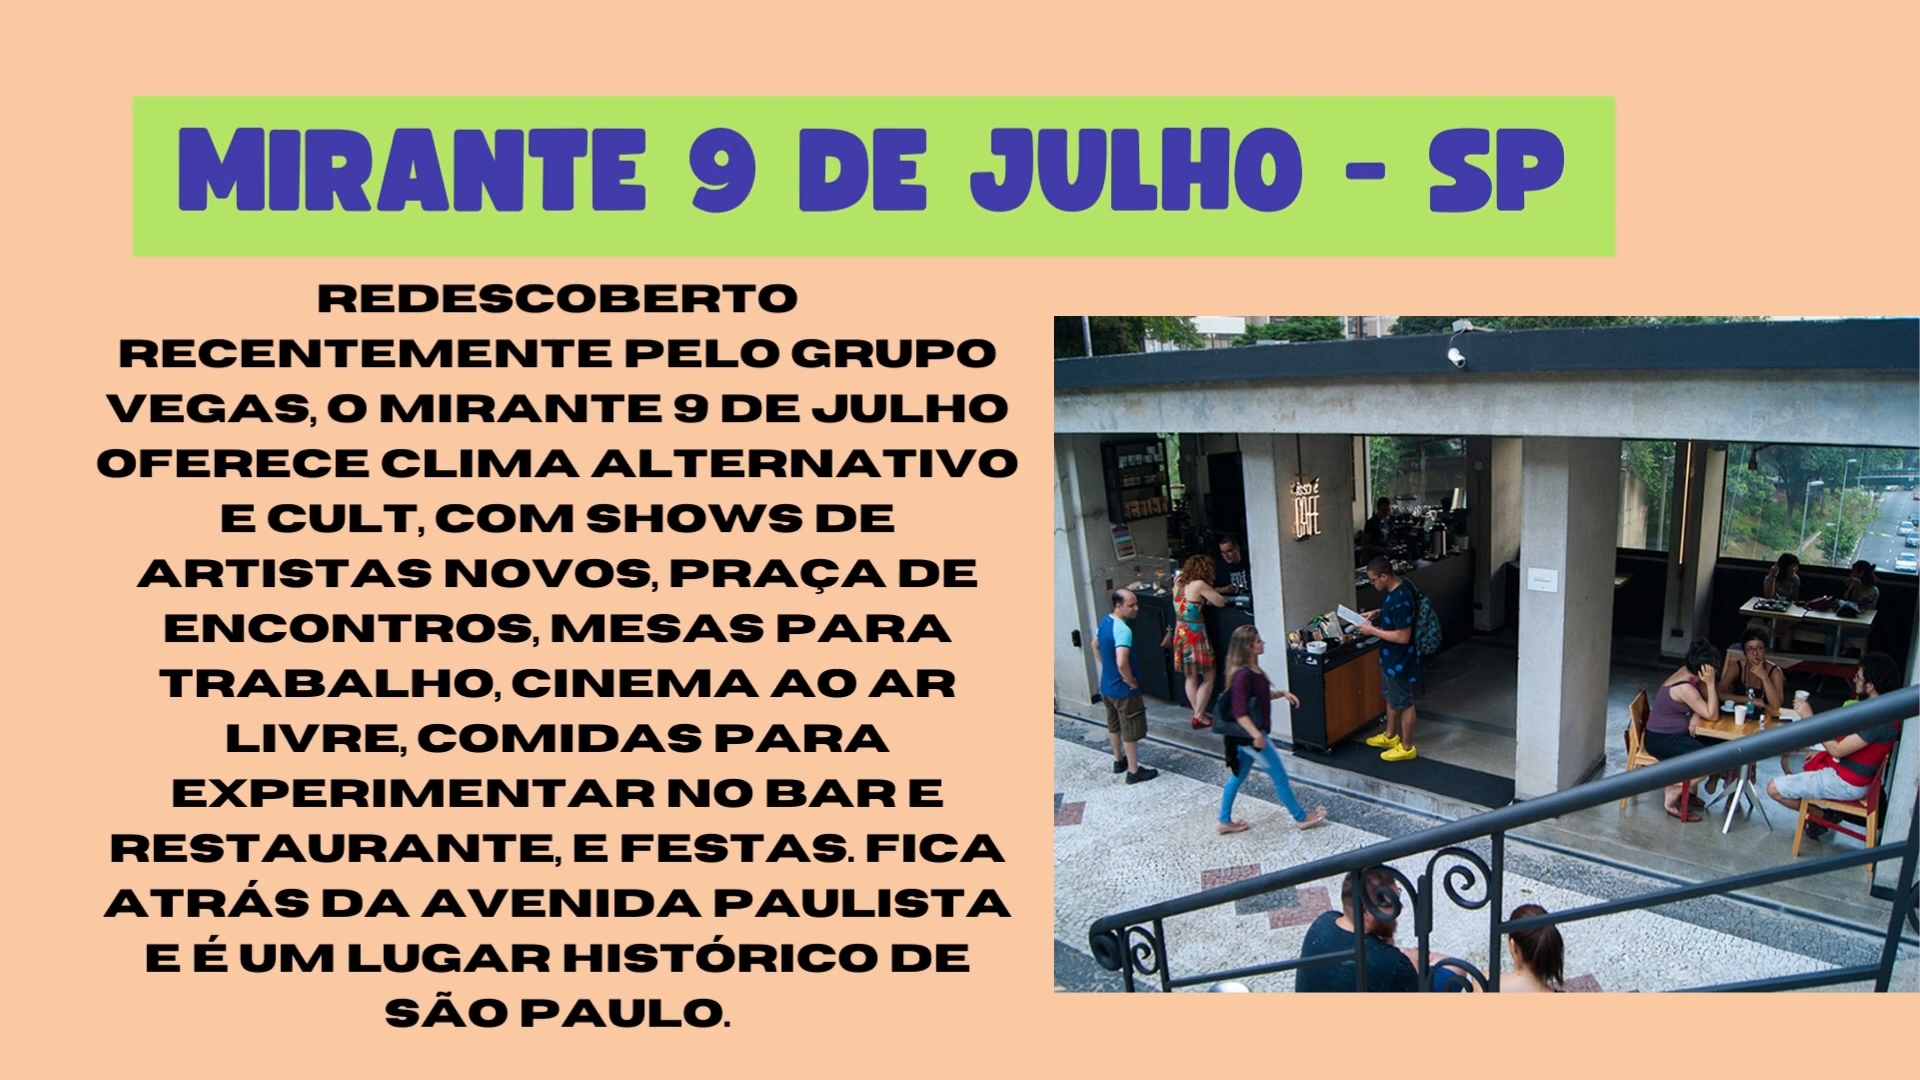 MIRANTE 9 DE JULHO - SP
REDESCOBERTO
RECENTEMENTE PELO GRUPO
VEGAS, O MIRANTE 9 DE JULHO
OFERECE CLIMA ALTERNATIVO
E CULT, COM SHOWS DE
ARTISTAS NOVOS, PRAÇA DE
ENCONTROS, MESAS PARA
TRABALHO, CINEMA AO AR
LIVRE, COMIDAS PARA
EXPERIMENTAR NO BAR E
RESTAURANTE, E FESTAS. FICA
ATRÁS DA AVENIDA PAULISTA
E É UM LUGAR HISTÓRICO DE
SÃO PAULO.
isso é
CAFÉ